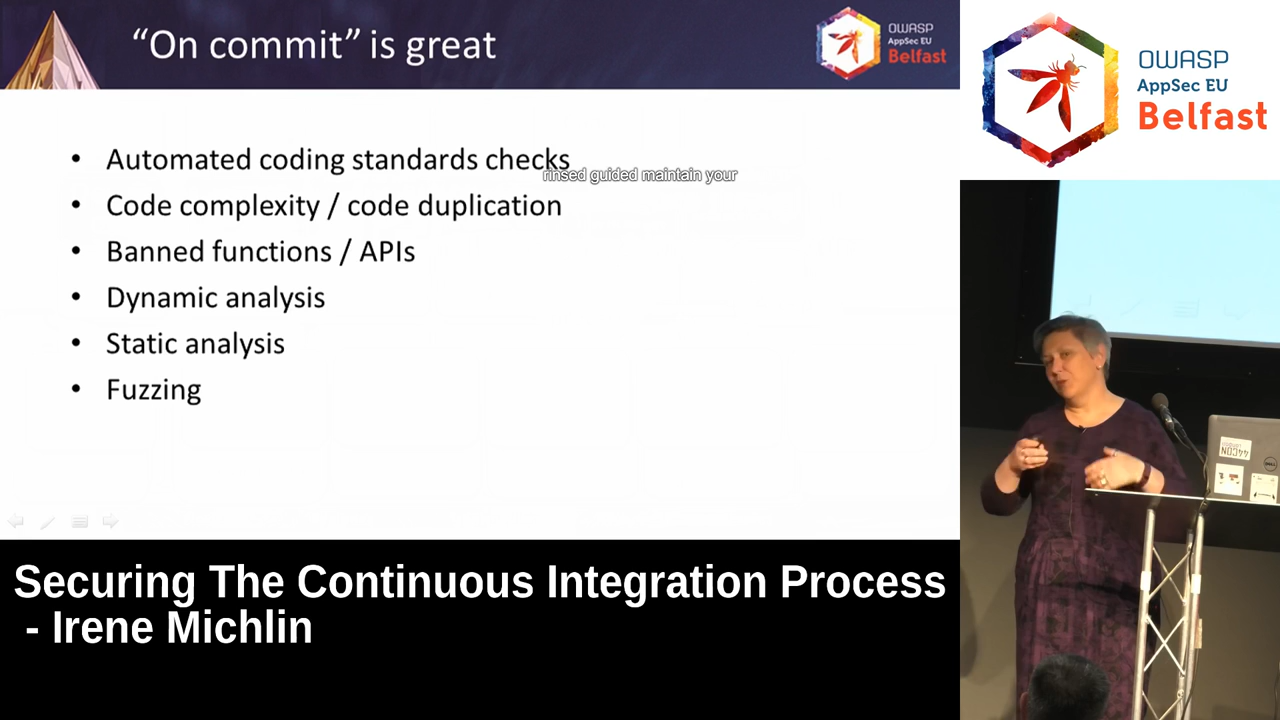 “On commit” is great
OWASP
AppSec EU
Belfast
• Automated coding standards checks
rinsed guided maintain your
• Code complexity / code duplication
• Banned functions / APIs
• Dynamic analysis
• Static analysis
• Fuzzing
Securing The Continuous Integration Process
- Irene Michlin
OWASP
AppSec EU
Belfast
44CON
DELL